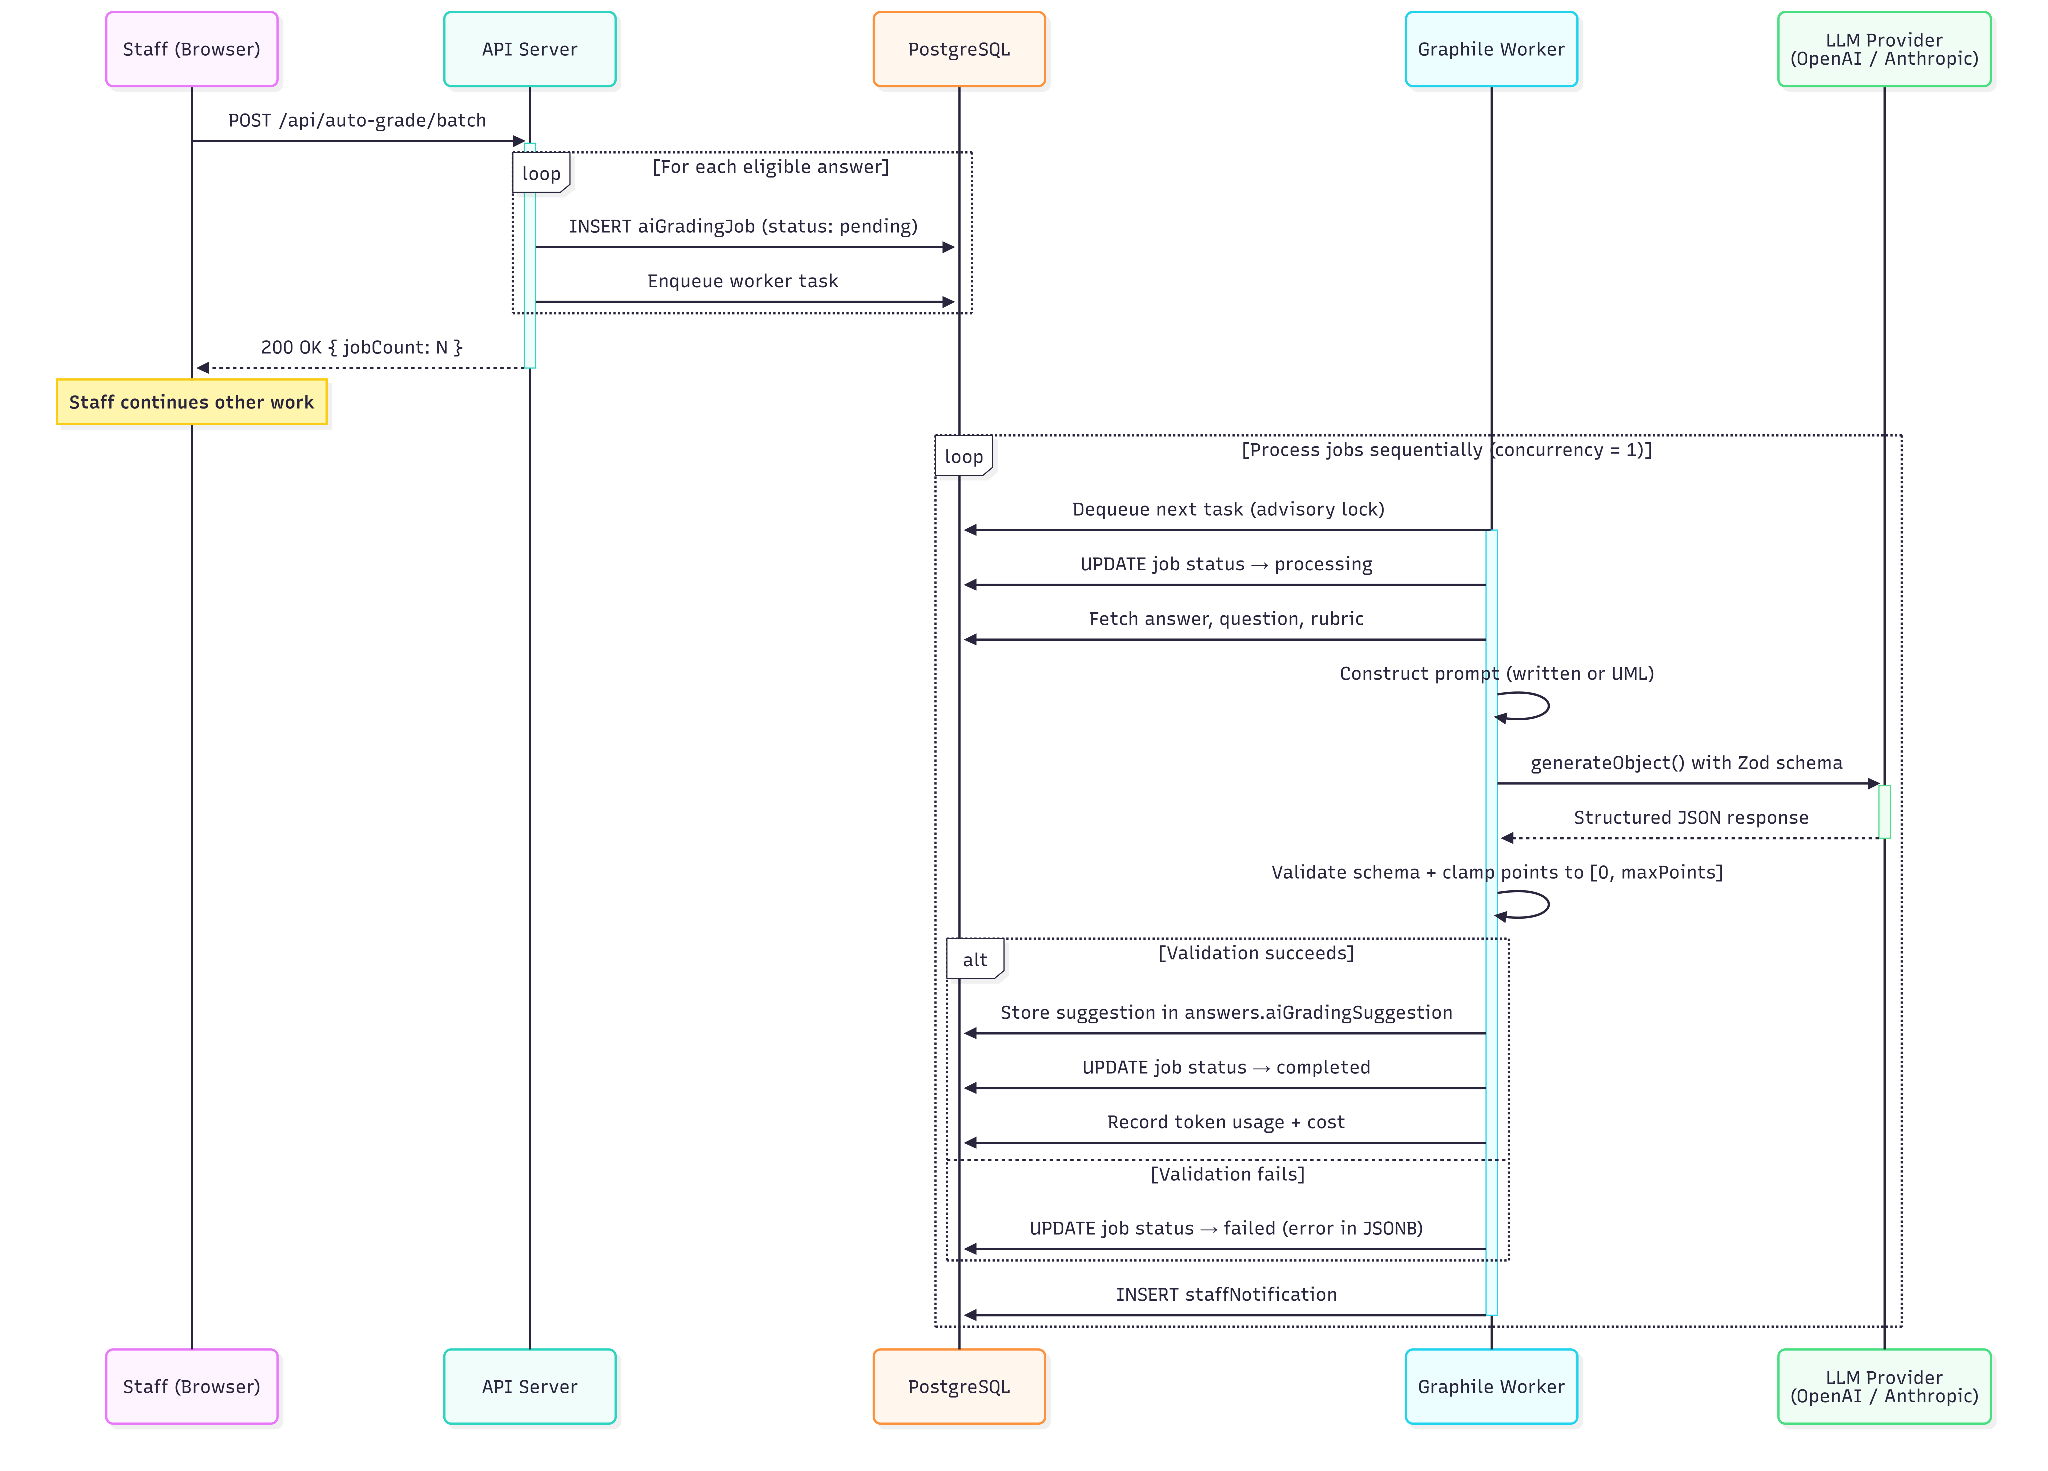 Staff (Browser)
API Server
PostgreSQL
Graphile Worker
LLM Provider
(OpenAI / Anthropic)
POST /api/auto-grade/batch
loop
[For each eligible answer]
INSERT aiGradingJob (status: pending)
Enqueue worker task
200 OK { jobCount: N }
Staff continues other work
loop
[Process jobs sequentially (concurrency = 1)]
Dequeue next task (advisory lock)
UPDATE job status → processing
Fetch answer, question, rubric
Construct prompt (written or UML)
generateObject() with Zod schema
Structured JSON response
Validate schema + clamp points to [0, maxPoints]
alt
[Validation succeeds]
Store suggestion in answers.aiGradingSuggestion
UPDATE job status → completed
Record token usage + cost
[Validation fails]
UPDATE job status → failed (error in JSONB)
INSERT staffNotification
Staff (Browser)
API Server
PostgreSQL
Graphile Worker
LLM Provider
(OpenAI / Anthropic)